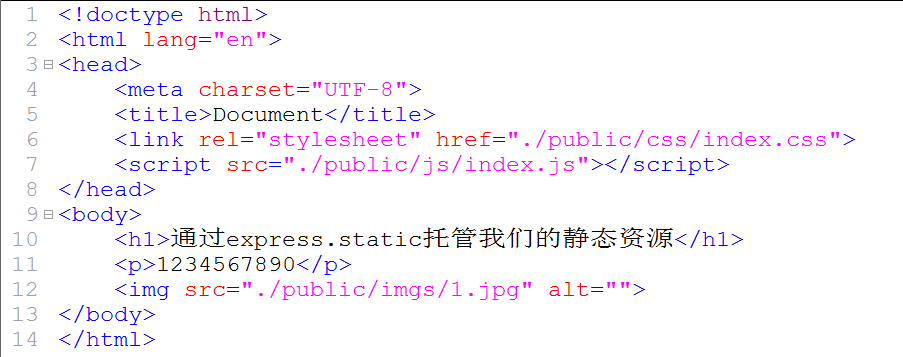 1 <!doctype html>
2 <html lang="en">
3 <head>
4     <meta charset="UTF-8">
5     <title>Document</title>
6     <link rel="stylesheet" href="./public/css/index.css">
7     <script src="./public/js/index.js"></script>
8 </head>
9 <body>
10     <h1>通过express.static托管我们的静态资源</h1>
11     <p>1234567890</p>
12     <img src="./public/imgs/1.jpg" alt="">
13 </body>
14 </html>